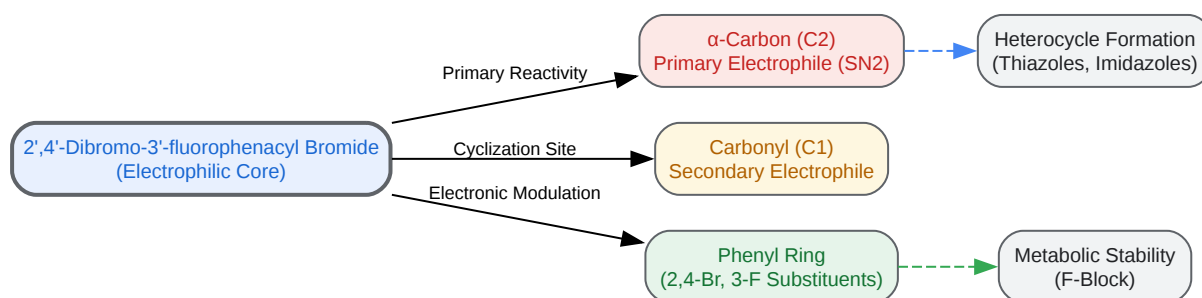 α-Carbon (C2)
Primary Electrophile (SN2)
Heterocycle Formation
(Thiazoles, Imidazoles)
Primary Reactivity
2',4'-Dibromo-3'-fluorophenacyl Bromide
(Electrophilic Core)
Cyclization Site
Carbonyl (C1)
Secondary Electrophile
Electronic Modulation
Phenyl Ring
(2,4-Br, 3-F Substituents)
Metabolic Stability
(F-Block)